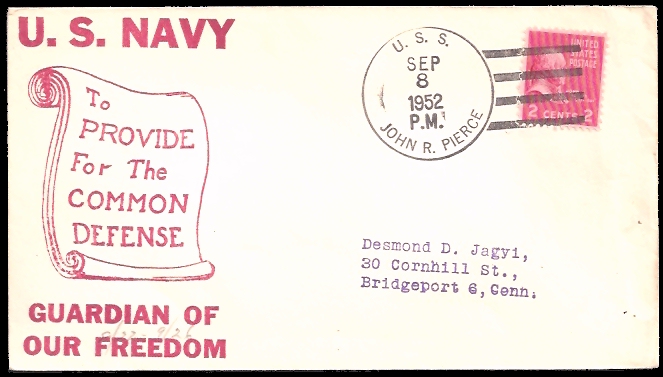 U. S. NAVY
To
PROVIDE
For The
COMMON
DEFENSE
GUARDIAN OF
OUR FREEDOM
U. S. S.
SEP
8
1952
P.M.
JOHN R. PIERCE
UNITED
STATES
POSTAGE
2 CENTS 2
Desmond D. Jagyi,
30 Cornhill St.,
Bridgeport 6, Conn.